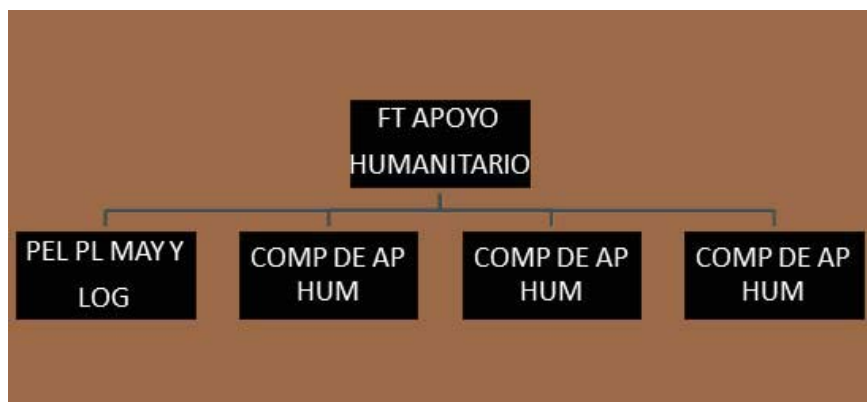 FT APOYO
HUMANITARIO
PEL PL MAY Y
LOG
COMP DE AP
HUM
COMP DE AP
HUM
COMP DE AP
HUM